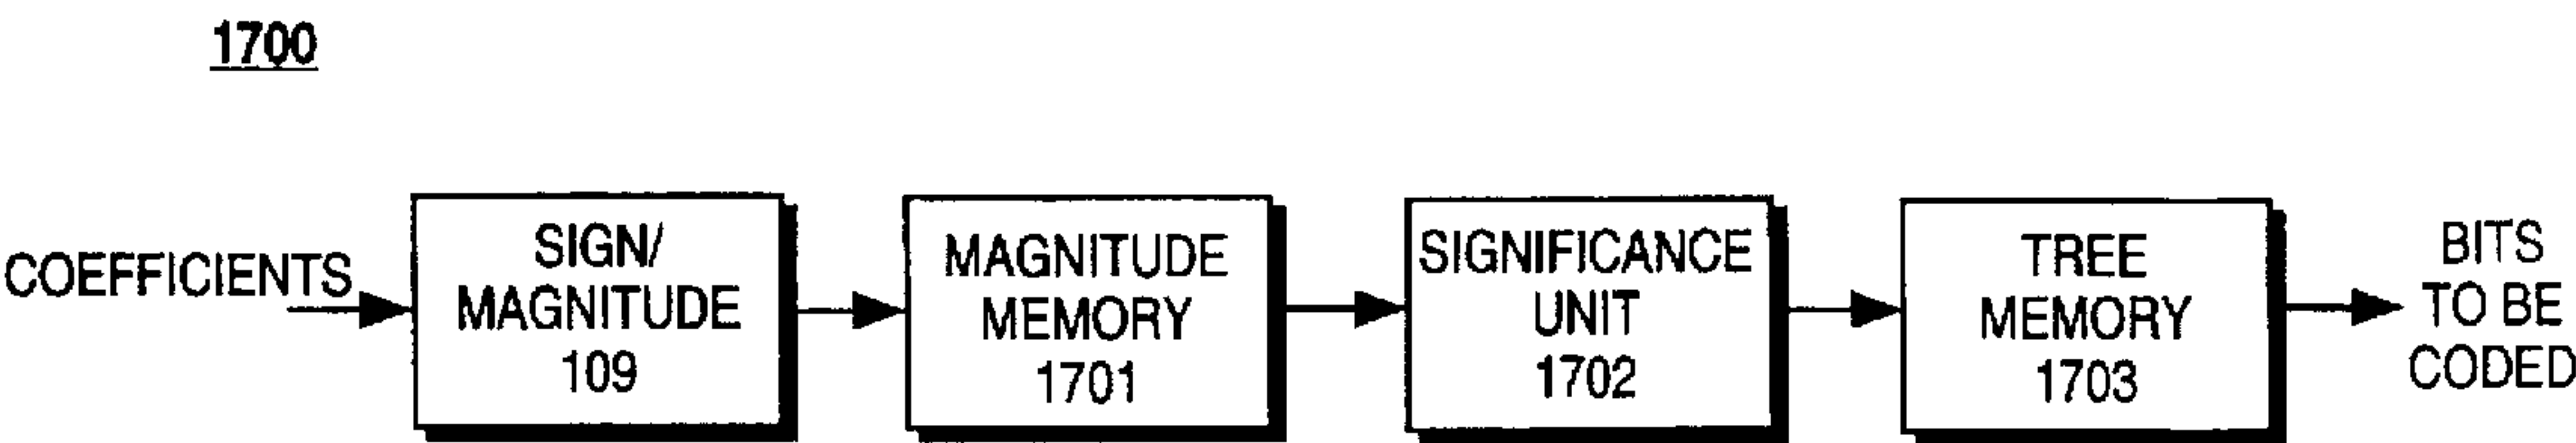 1700
COEFFICIENTS
SIGN/
MAGNITUDE
109
MAGNITUDE
MEMORY
1701
SIGNIFICANCE
UNIT
1702
TREE
MEMORY
1703
BITS
TO BE
CODED